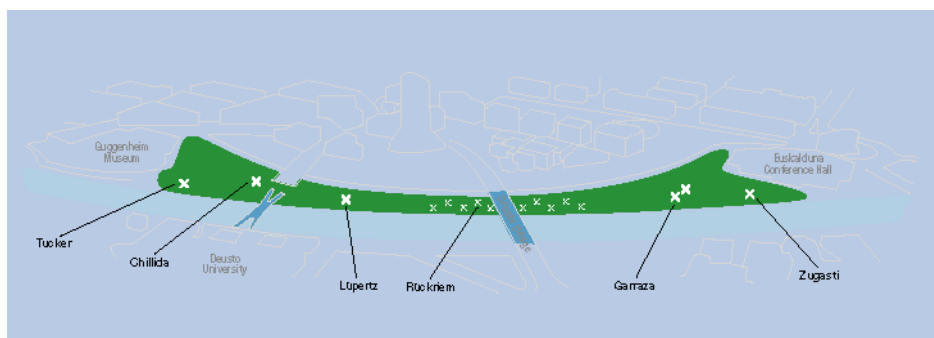 Guggenheim
Museum
Euskalduna
Conference Hall
Tucker
Chillida
Deusto
University
Lüpertz
Rückriem
Garraza
Zugasti